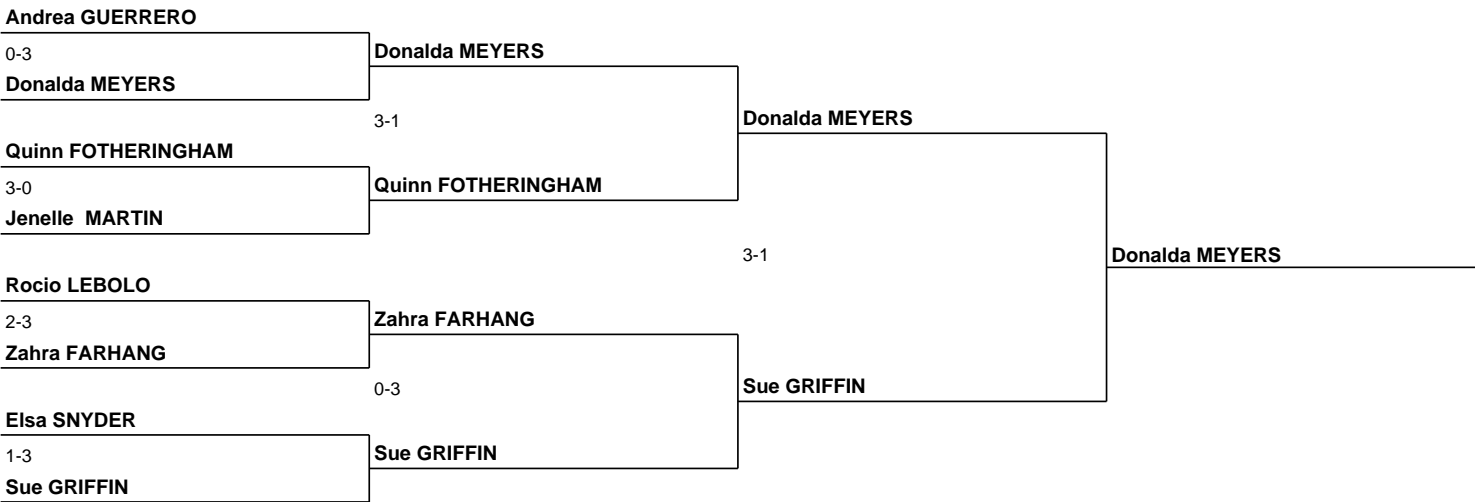 Andrea GUERRERO
0-3
Donalda MEYERS
Donalda MEYERS
3-1
Donalda MEYERS
Quinn FOTHERINGHAM
3-0
Quinn FOTHERINGHAM
Jenelle  MARTIN
3-1
Donalda MEYERS
Rocio LEBOLO
2-3
Zahra FARHANG
Zahra FARHANG
0-3
Sue GRIFFIN
Elsa SNYDER
1-3
Sue GRIFFIN
Sue GRIFFIN